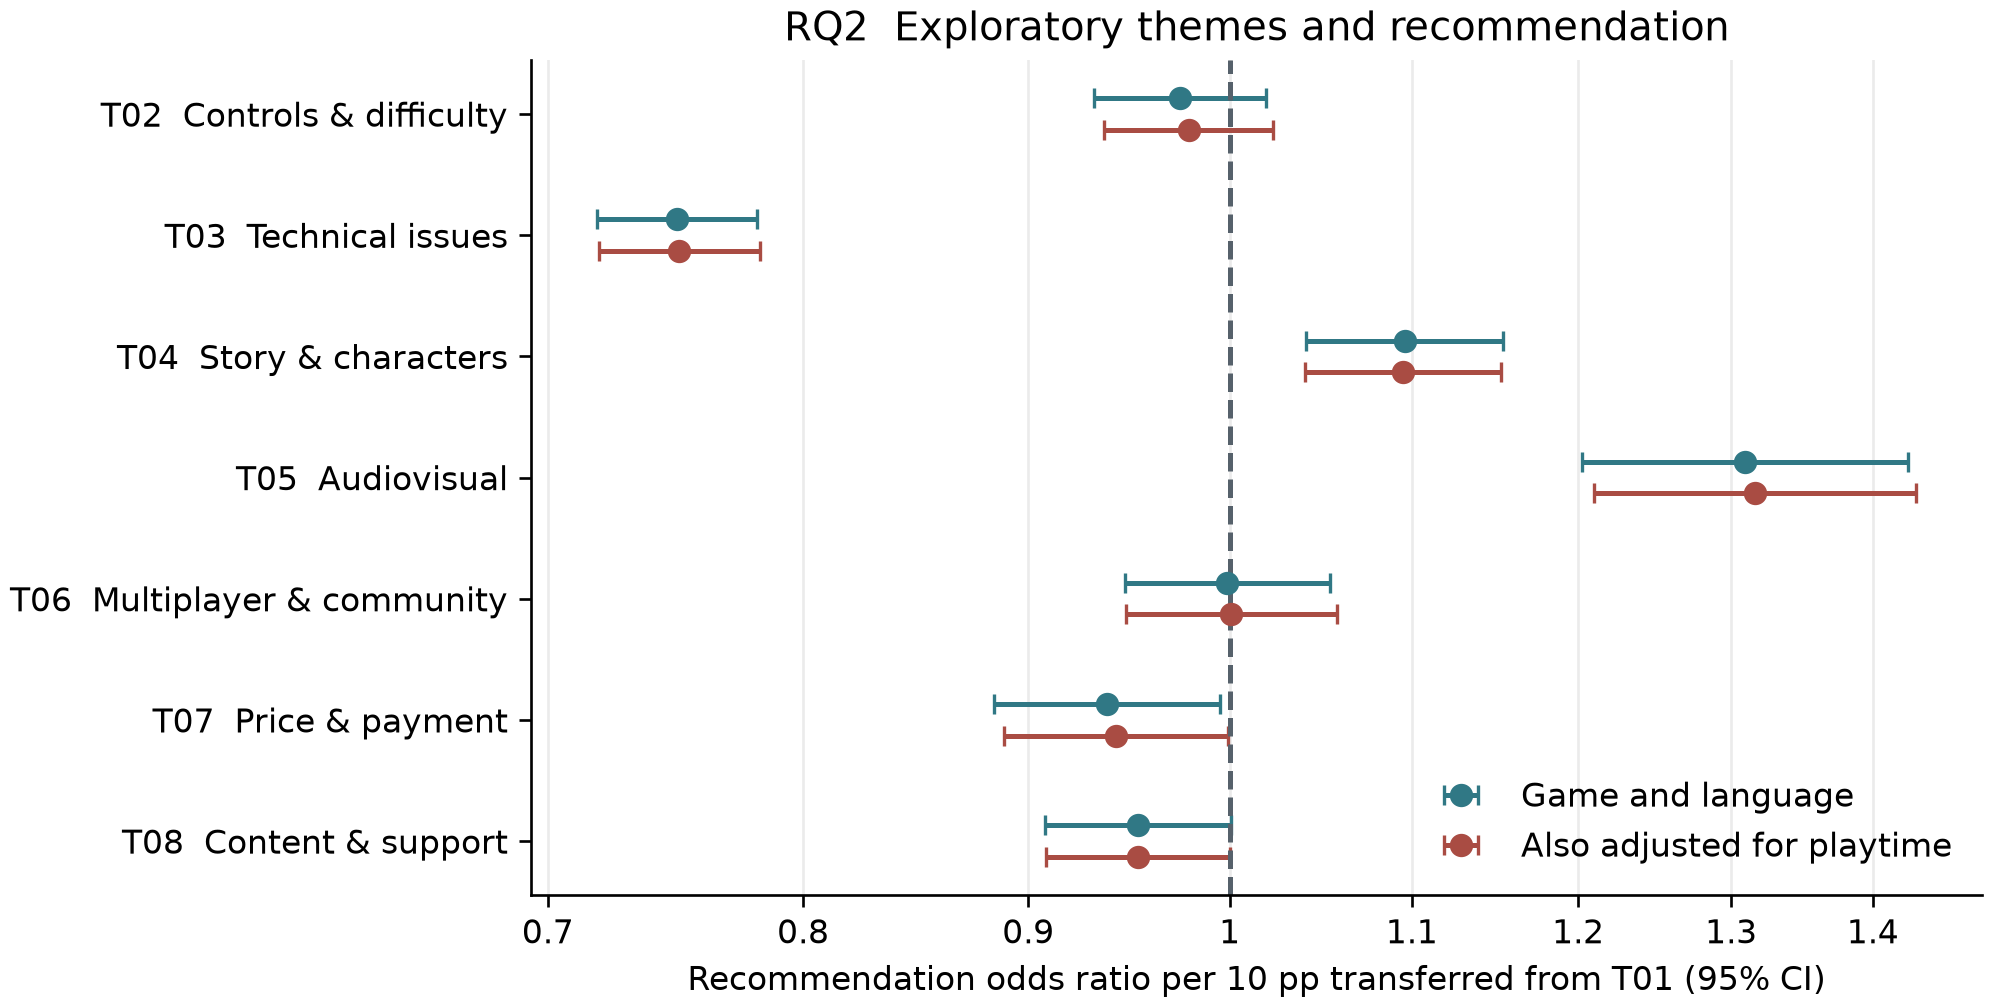 RQ2  Exploratory themes and recommendation
T02  Controls & difficulty
T03  Technical issues
T04  Story & characters
T05  Audiovisual
T06  Multiplayer & community
T07  Price & payment
T08  Content & support
Game and language
Also adjusted for playtime
0.7 0.8 0.9 1 1.1 1.2 1.3 1.4
Recommendation odds ratio per 10 pp transferred from T01 (95% CI)